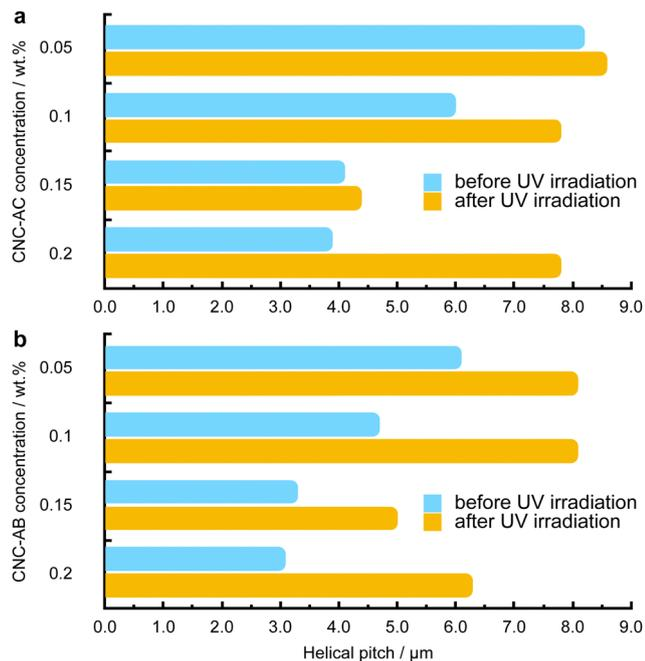 a
CNC-AC concentration / wt.%
0.05
0.1
0.15
0.2
before UV irradiation
after UV irradiation
0.0 1.0 2.0 3.0 4.0 5.0 6.0 7.0 8.0 9.0
b
CNC-AB concentration / wt.%
0.05
0.1
0.15
0.2
before UV irradiation
after UV irradiation
0.0 1.0 2.0 3.0 4.0 5.0 6.0 7.0 8.0 9.0
Helical pitch / µm